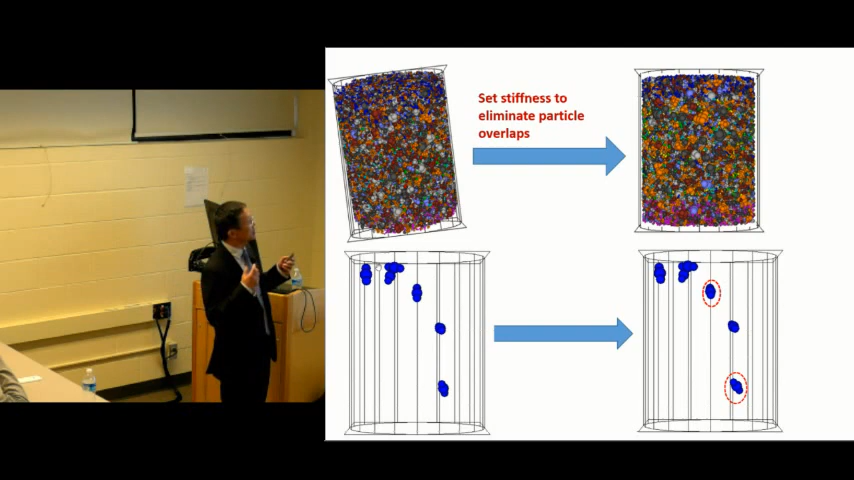 Set stiffness to
eliminate particle
overlaps